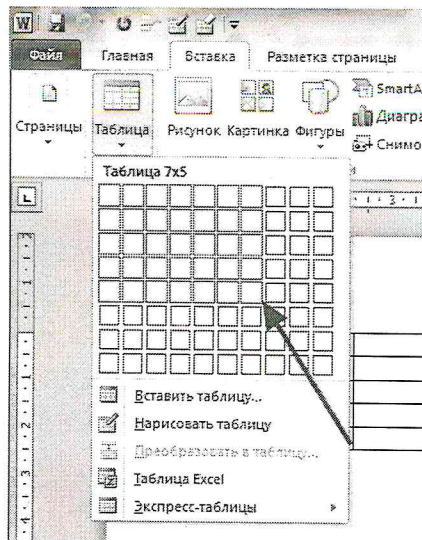 W
Файл Главная Вставка Разметка страницы
Страницы Таблица Рисунок Картинка Фигуры
SmartA
Диагра
Снимо
Таблица 7x5
Вставить таблицу...
Нарисовать таблицу
Преобразовать в таблицу...
Таблица Excel
Экспресс-таблицы